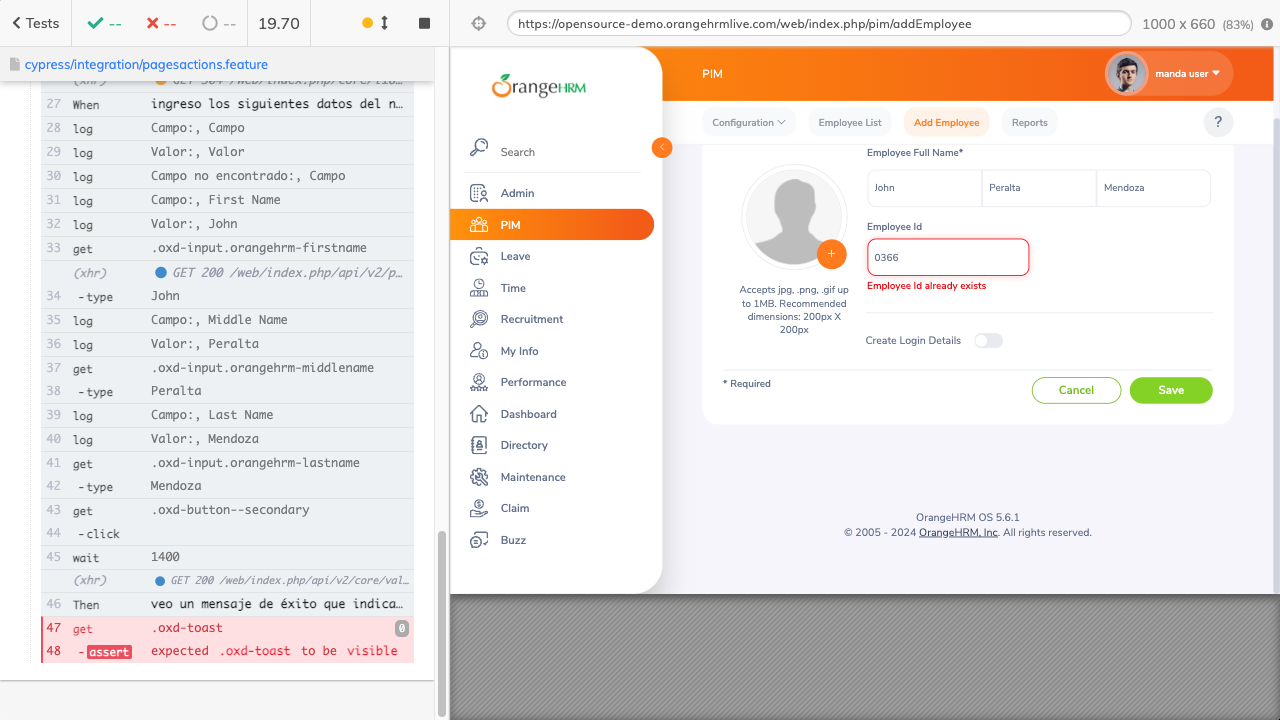 Tests
--
--
--
19.70
https://opensource-demo.orangehrmlive.com/web/index.php/pim/addEmployee
1000 x 660 (83%)
cypress/integration/pagesactions.feature
27 When ingreso los siguientes datos del n…
28 log Campo:, Campo
29 log Valor:, Valor
30 log Campo no encontrado:, Campo
31 log Campo:, First Name
32 log Valor:, John
33 get .oxd-input.orangehrm-firstname
(xhr) GET 200 /web/index.php/api/v2/p…
34 -type John
35 log Campo:, Middle Name
36 log Valor:, Peralta
37 get .oxd-input.orangehrm-middlename
38 -type Peralta
39 log Campo:, Last Name
40 log Valor:, Mendoza
41 get .oxd-input.orangehrm-lastname
42 -type Mendoza
43 get .oxd-button--secondary
44 -click
45 wait 1400
(xhr) GET 200 /web/index.php/api/v2/core/val…
46 Then veo un mensaje de éxito que indica…
47 get .oxd-toast 0
48 -assert expected .oxd-toast to be visible
OrangeHRM
Search
Admin
PIM
Leave
Time
Recruitment
My Info
Performance
Dashboard
Directory
Maintenance
Claim
Buzz
PIM
manda user
Configuration
Employee List
Add Employee
Reports
?
Employee Full Name*
John
Peralta
Mendoza
Employee Id
0366
Employee Id already exists
+
Accepts jpg, .png, .gif up
to 1MB. Recommended
dimensions: 200px X
200px
Create Login Details
* Required
Cancel
Save
OrangeHRM OS 5.6.1
© 2005 - 2024 OrangeHRM, Inc. All rights reserved.